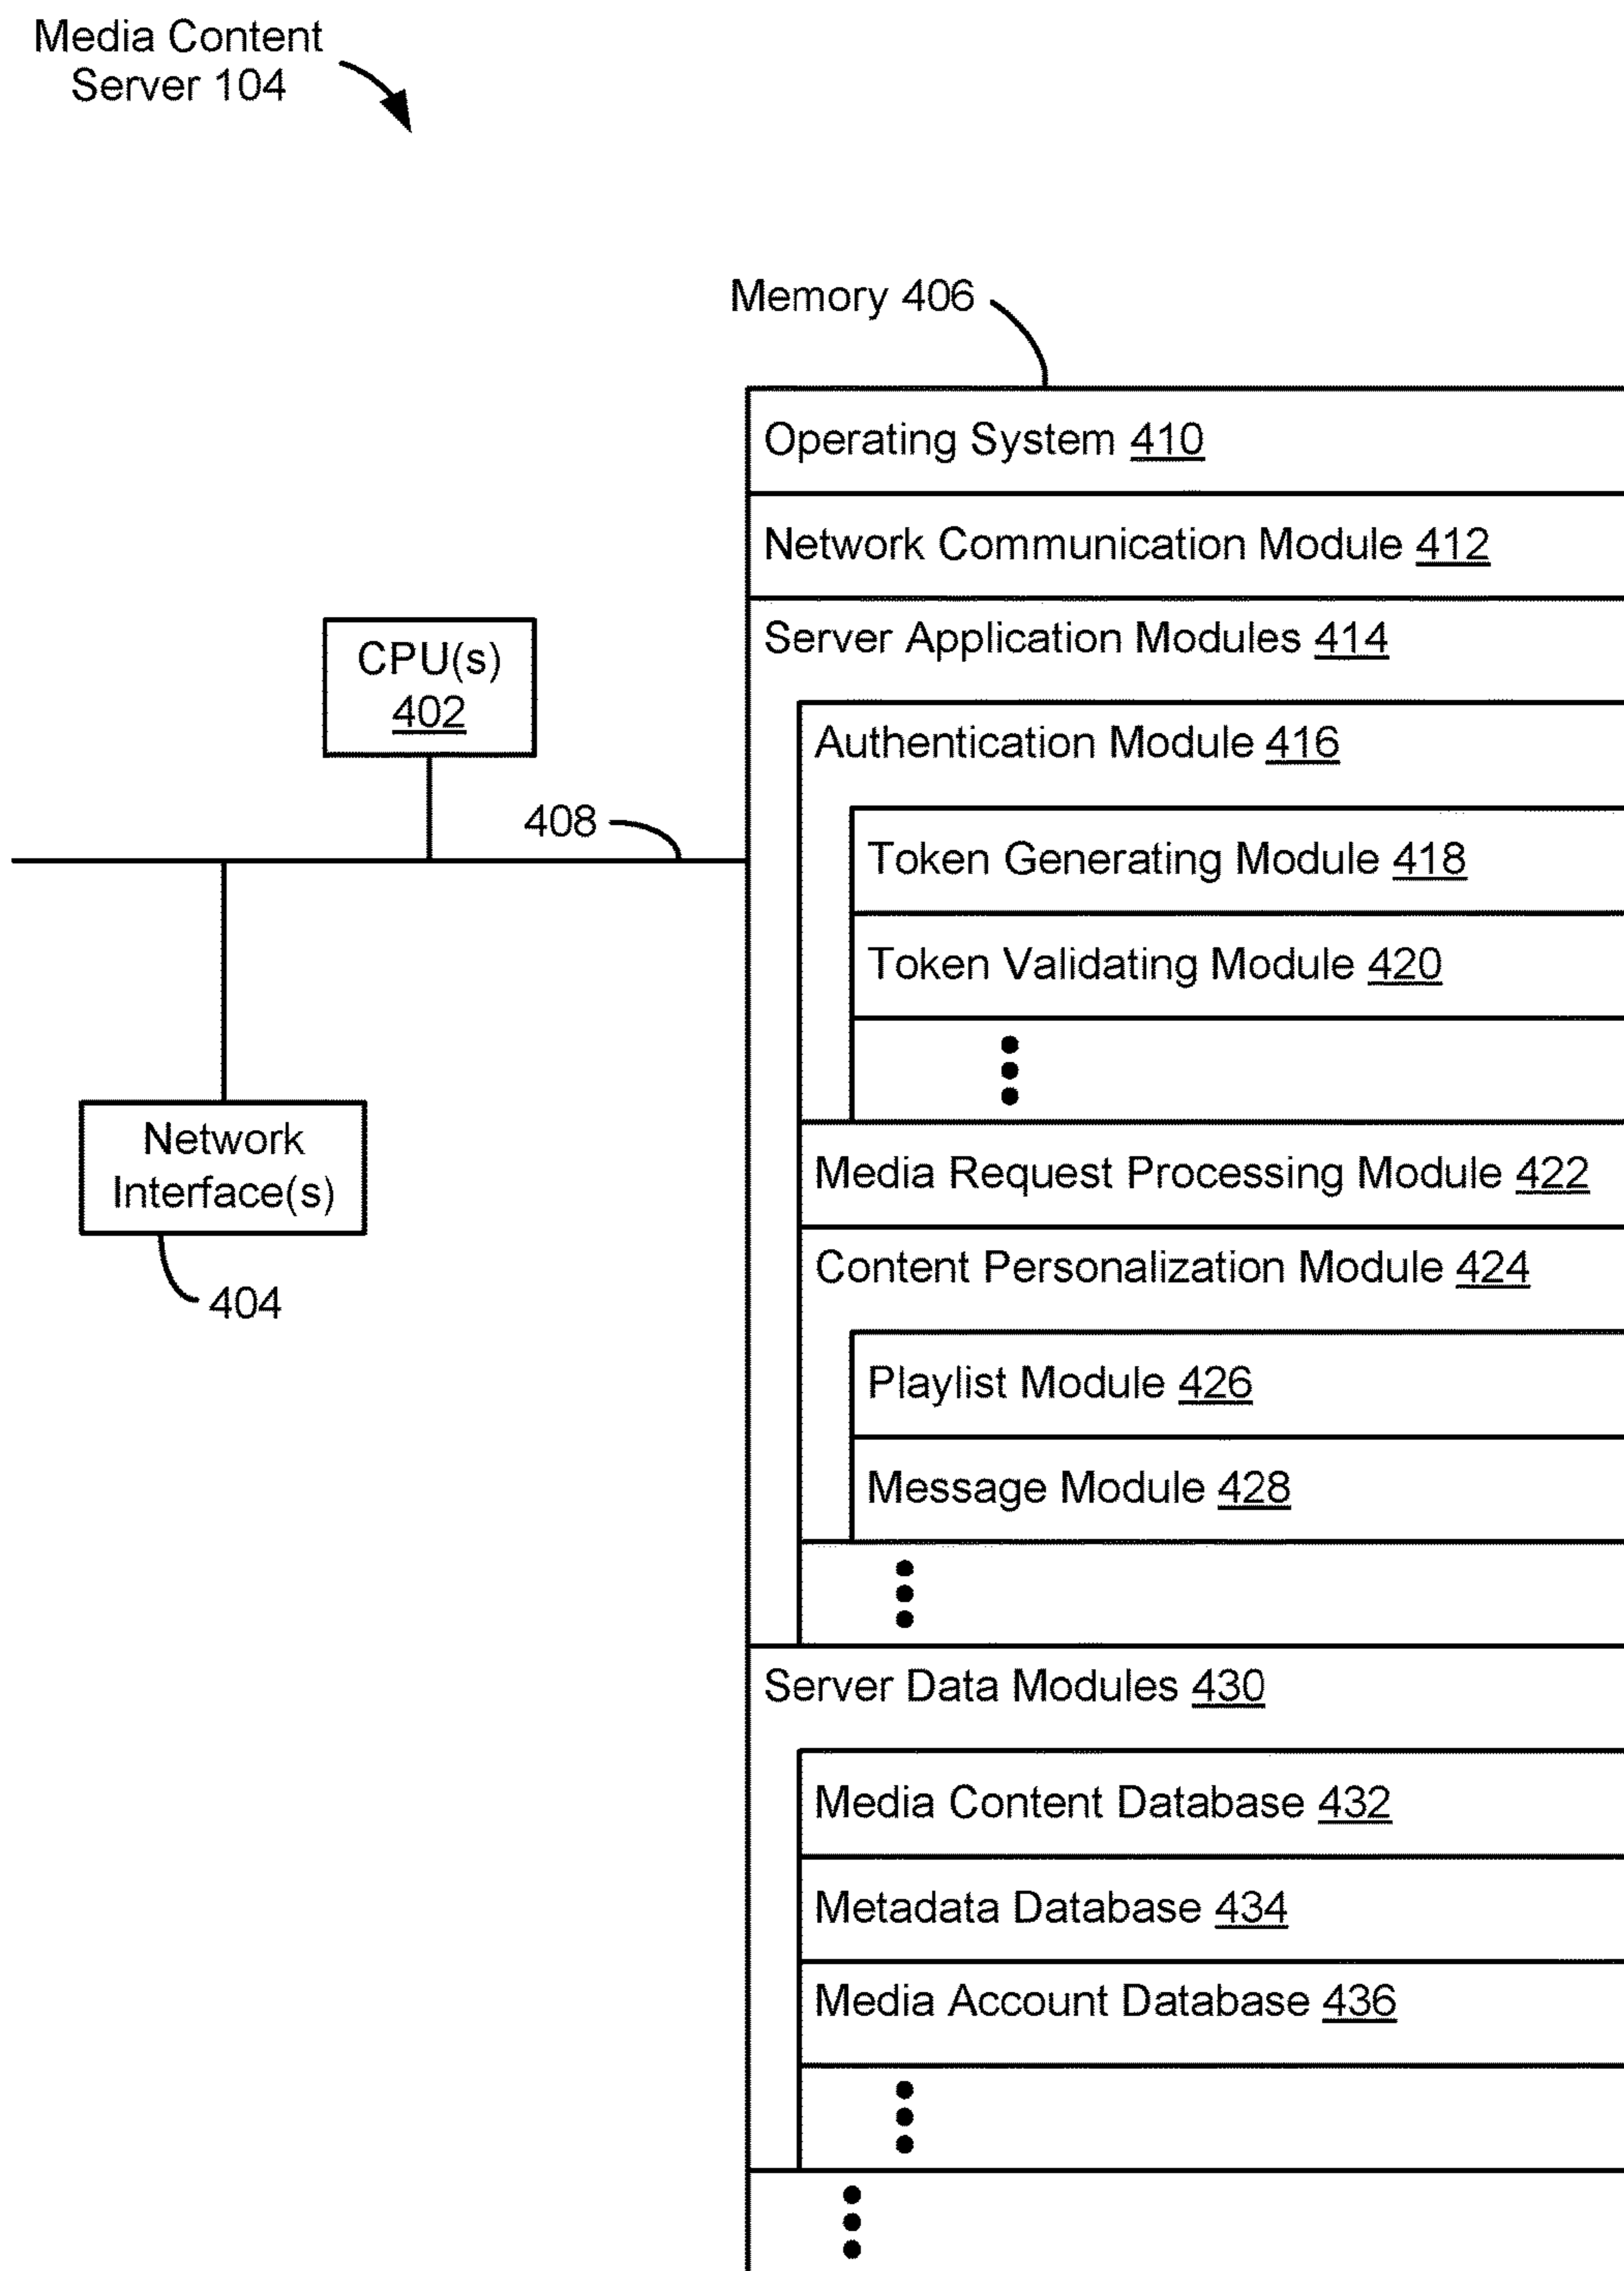 Media Content
Server 104
Memory 406
Operating System 410
Network Communication Module 412
CPU(s)
402
Server Application Modules 414
Authentication Module 416
408
Token Generating Module 418
Token Validating Module 420
Network
Interface(s)
404
Media Request Processing Module 422
Content Personalization Module 424
Playlist Module 426
Message Module 428
Server Data Modules 430
Media Content Database 432
Metadata Database 434
Media Account Database 436